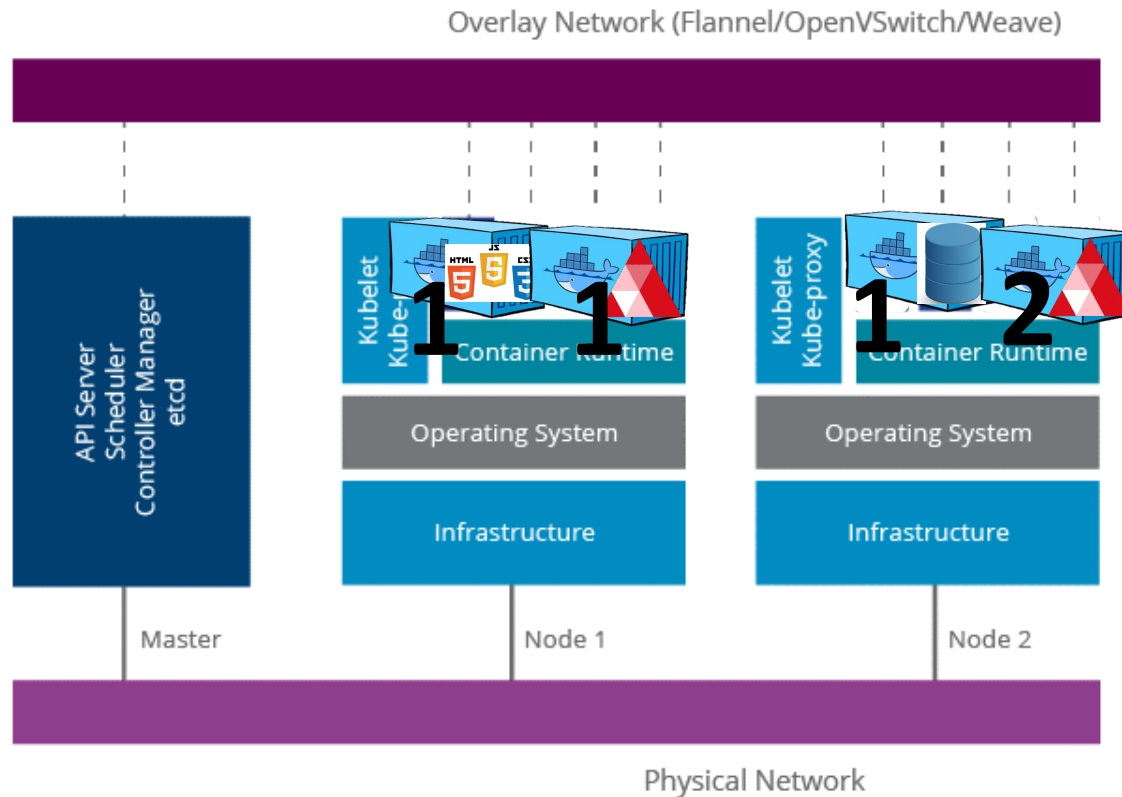 Overlay Network (Flannel/OpenVSwitch/Weave)
API Server
Scheduler
Controller Manager
etcd
Kubelet
HTML
JS
CSS
1
1
Container Runtime
Operating System
Infrastructure
Kubelet
Kube-proxy
1
2
Container Runtime
Operating System
Infrastructure
Master
Node 1
Node 2
Physical Network